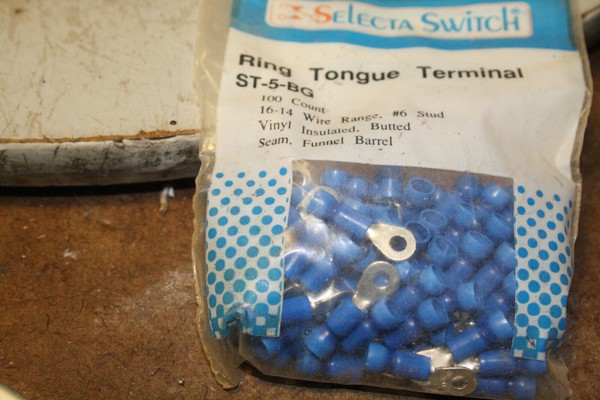 Selecta Switch
Ring Tongue Terminal
ST-5-BG
100 Count
16-14 Wire Range, #6 Stud
Vinyl Insulated, Butted
Seam, Funnel Barrel